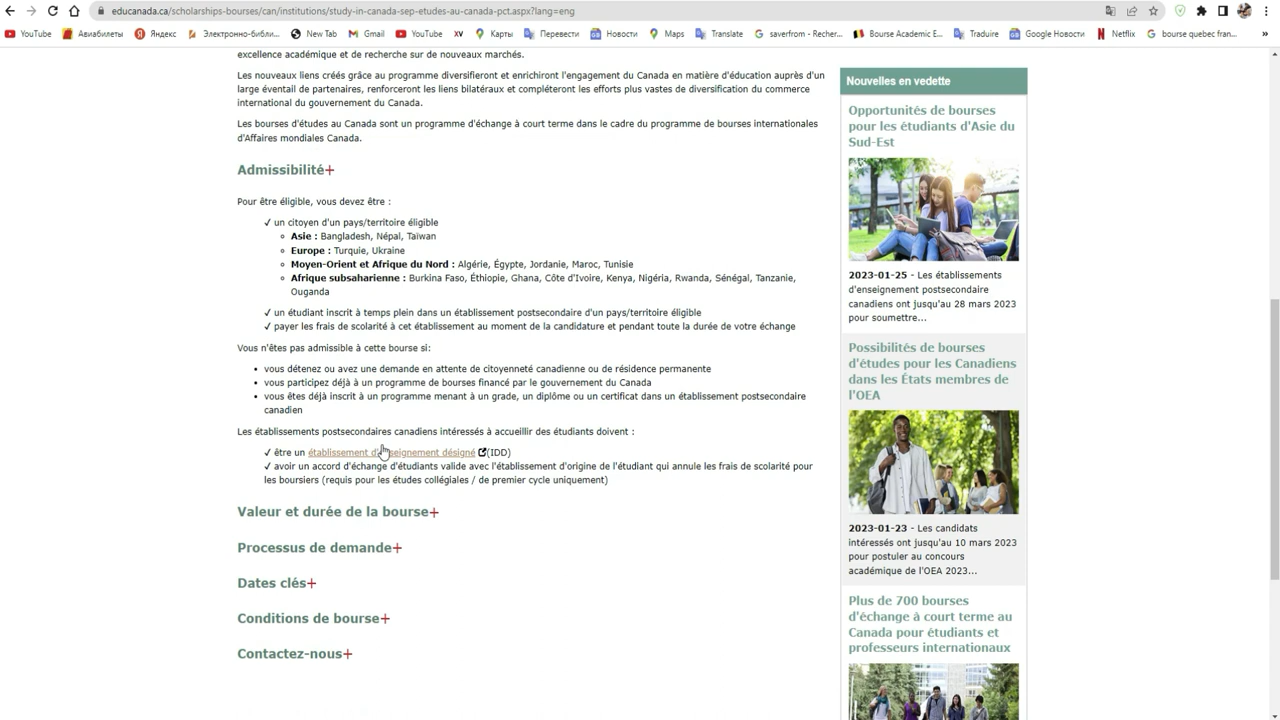 educanada.ca/scholarships-bourses/can/institutions/study-in-canada-sep-etudes-au-canada-pct.aspx?lang=eng
YouTube Авиабилеты Яндекс Электронно-библи... New Tab Gmail YouTube XV Карты Перевести Новости Maps Translate saverfrom - Recher... Bourse Academic E... Traduire Google Новости Netflix bourse quebec fran... »
excellence académique et de recherche sur de nouveaux marchés.
Les nouveaux liens créés grâce au programme diversifieront et enrichiront l'engagement du Canada en matière d'éducation auprès d'un
large éventail de partenaires, renforceront les liens bilatéraux et compléteront les efforts plus vastes de diversification du commerce
international du gouvernement du Canada.
Les bourses d'études au Canada sont un programme d'échange à court terme dans le cadre du programme de bourses internationales
d'Affaires mondiales Canada.
Admissibilité+
Pour être éligible, vous devez être :
✓ un citoyen d'un pays/territoire éligible
Asie : Bangladesh, Népal, Taïwan
Europe : Turquie, Ukraine
Moyen-Orient et Afrique du Nord : Algérie, Égypte, Jordanie, Maroc, Tunisie
Afrique subsaharienne : Burkina Faso, Éthiopie, Ghana, Côte d'Ivoire, Kenya, Nigéria, Rwanda, Sénégal, Tanzanie,
Ouganda
✓ un étudiant inscrit à temps plein dans un établissement postsecondaire d'un pays/territoire éligible
✓ payer les frais de scolarité à cet établissement au moment de la candidature et pendant toute la durée de votre échange
Vous n'êtes pas admissible à cette bourse si:
• vous détenez ou avez une demande en attente de citoyenneté canadienne ou de résidence permanente
• vous participez déjà à un programme de bourses financé par le gouvernement du Canada
• vous êtes déjà inscrit à un programme menant à un grade, un diplôme ou un certificat dans un établissement postsecondaire
canadien
Les établissements postsecondaires canadiens intéressés à accueillir des étudiants doivent :
✓ être un établissement d'enseignement désigné (IDD)
✓ avoir un accord d'échange d'étudiants valide avec l'établissement d'origine de l'étudiant qui annule les frais de scolarité pour
les boursiers (requis pour les études collégiales / de premier cycle uniquement)
Valeur et durée de la bourse+
Processus de demande+
Dates clés+
Conditions de bourse+
Contactez-nous+
Nouvelles en vedette
Opportunités de bourses
pour les étudiants d'Asie du
Sud-Est
2023-01-25 - Les établissements
d'enseignement postsecondaire
canadiens ont jusqu'au 28 mars 2023
pour soumettre...
Possibilités de bourses
d'études pour les Canadiens
dans les États membres de
l'OEA
2023-01-23 - Les candidats
intéressés ont jusqu'au 10 mars 2023
pour postuler au concours
académique de l'OEA 2023...
Plus de 700 bourses
d'échange à court terme au
Canada pour étudiants et
professeurs internationaux